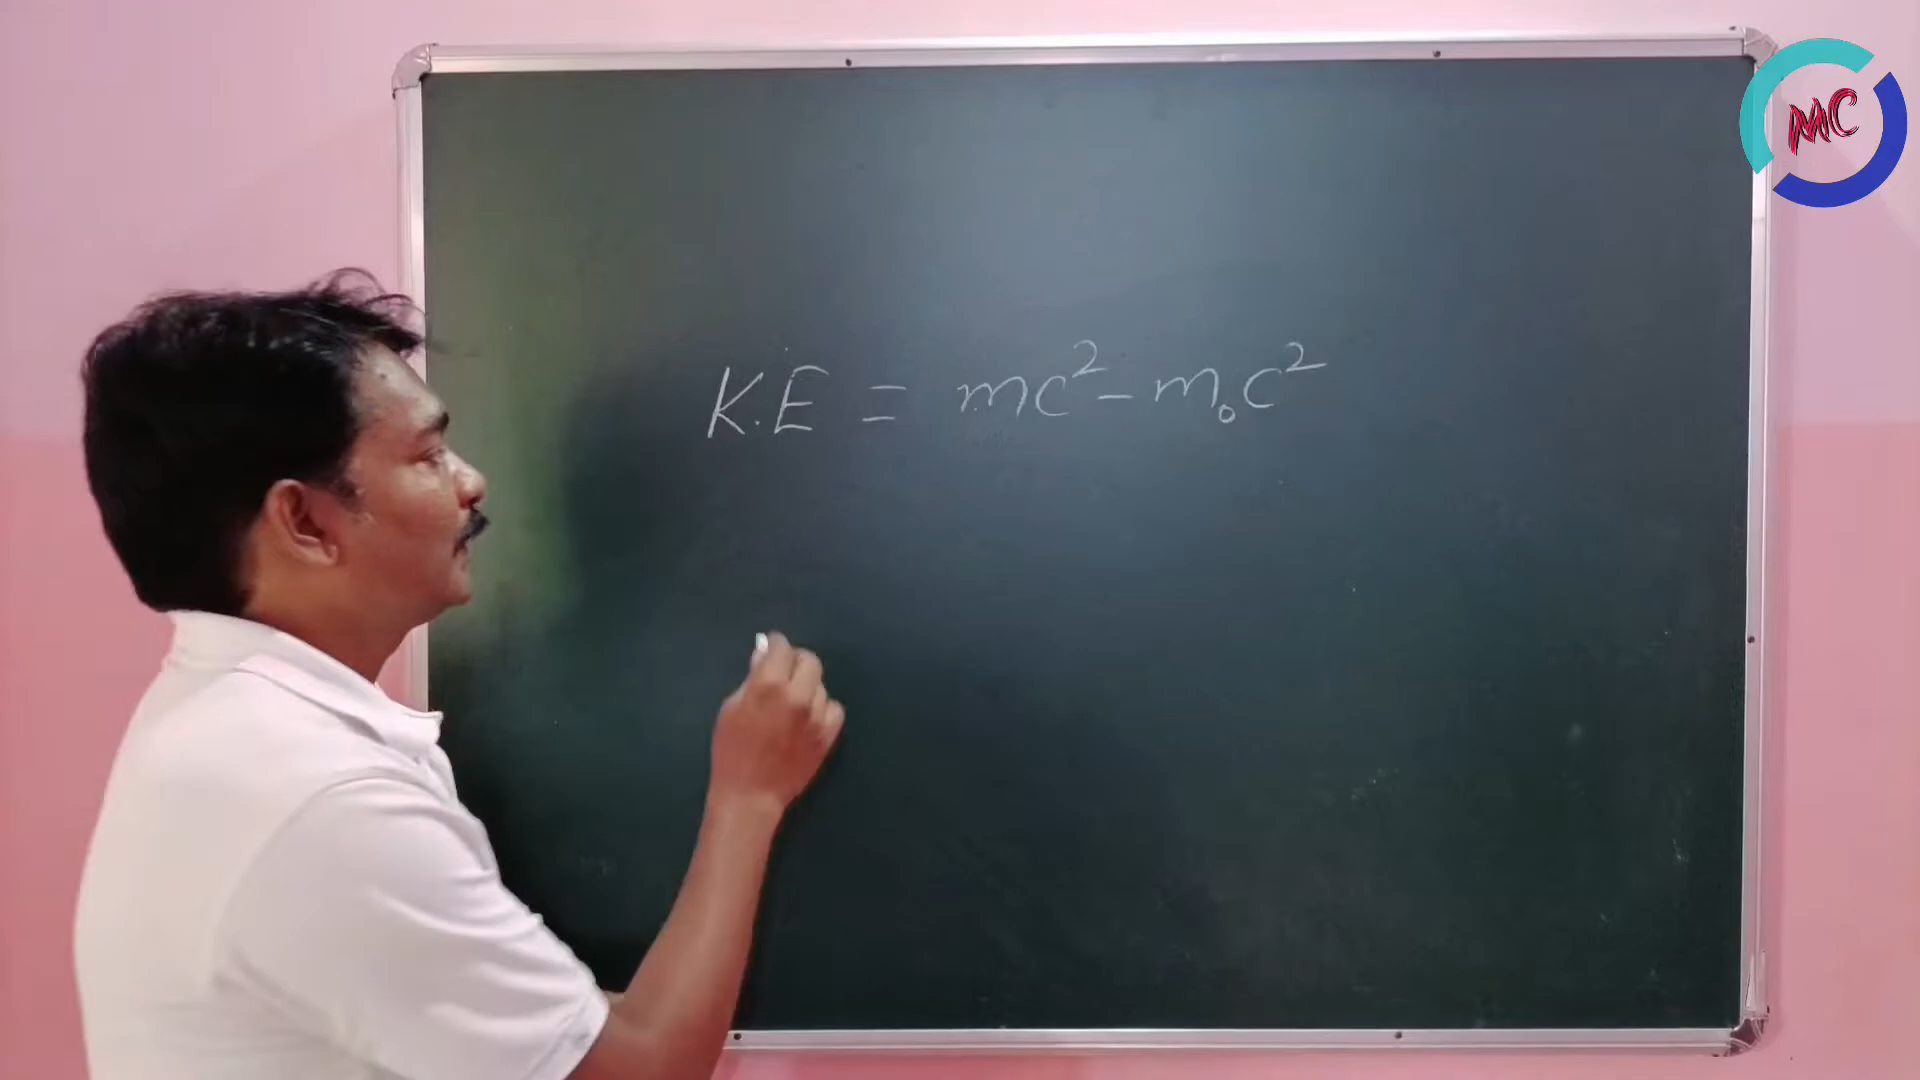 MC
K.E = mc² - m₀c²